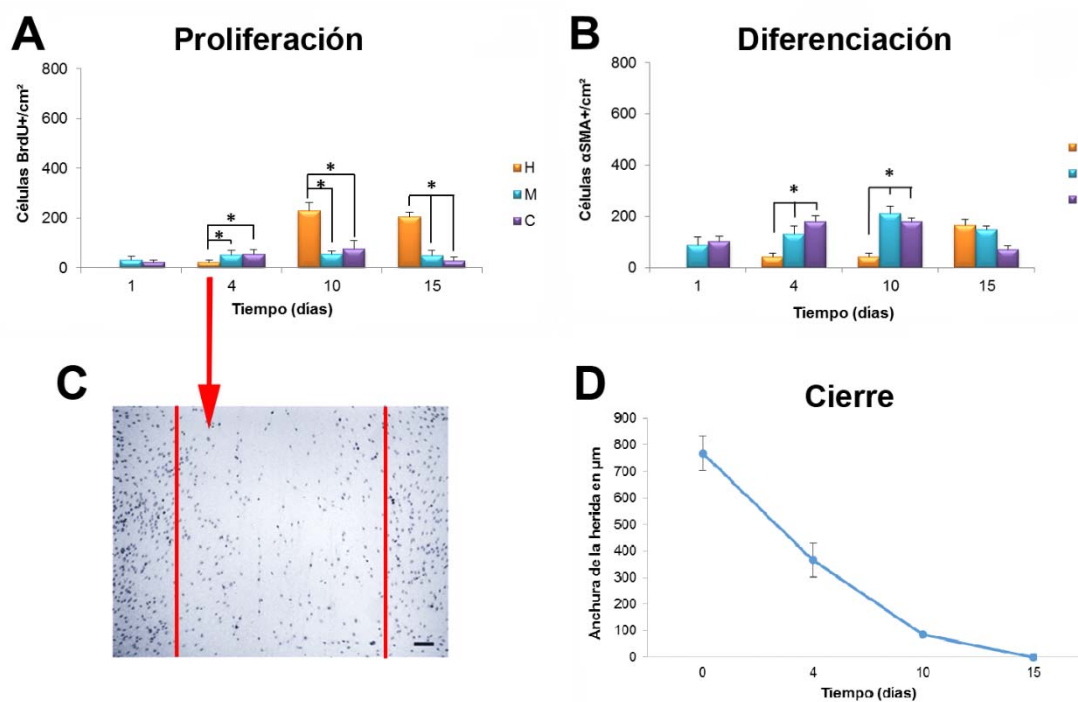 A
Proliferación
Células BrdU+/cm²
800
600
400
200
0
*
*
*
*
*
H
M
C
1
4
10
15
Tiempo (días)
B
Diferenciación
Células αSMA+/cm²
800
600
400
200
0
*
*
1
4
10
15
Tiempo (días)
C
D
Cierre
Anchura de la herida en µm
900
800
700
600
500
400
300
200
100
0
0
4
10
15
Tiempo (dias)